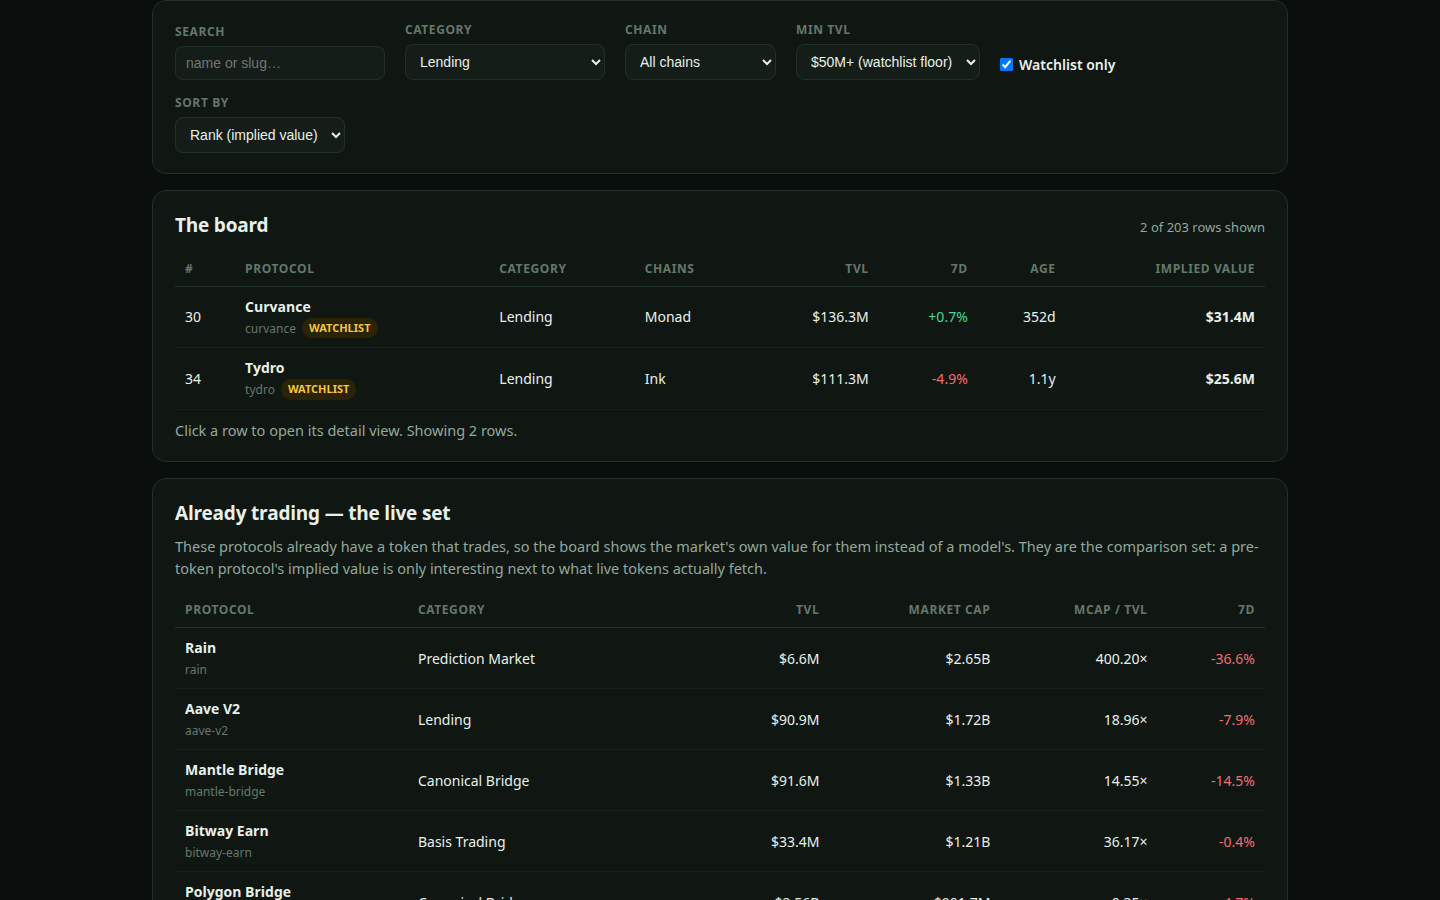 SEARCH
CATEGORY
CHAIN
MIN TVL
name or slug...
Lending
All chains
$50M+ (watchlist floor)
Watchlist only
SORT BY
Rank (implied value)
The board
2 of 203 rows shown
# PROTOCOL CATEGORY CHAINS TVL 7D AGE IMPLIED VALUE
30 Curvance Lending Monad $136.3M +0.7% 352d $31.4M
curvance WATCHLIST
34 Tydro Lending Ink $111.3M -4.9% 1.1y $25.6M
tydro WATCHLIST
Click a row to open its detail view. Showing 2 rows.
Already trading — the live set
These protocols already have a token that trades, so the board shows the market's own value for them instead of a model's. They are the comparison set: a pre-
token protocol's implied value is only interesting next to what live tokens actually fetch.
PROTOCOL CATEGORY TVL MARKET CAP MCAP / TVL 7D
Rain Prediction Market $6.6M $2.65B 400.20× -36.6%
rain
Aave V2 Lending $90.9M $1.72B 18.96× -7.9%
aave-v2
Mantle Bridge Canonical Bridge $91.6M $1.33B 14.55× -14.5%
mantle-bridge
Bitway Earn Basis Trading $33.4M $1.21B 36.17× -0.4%
bitway-earn
Polygon Bridge